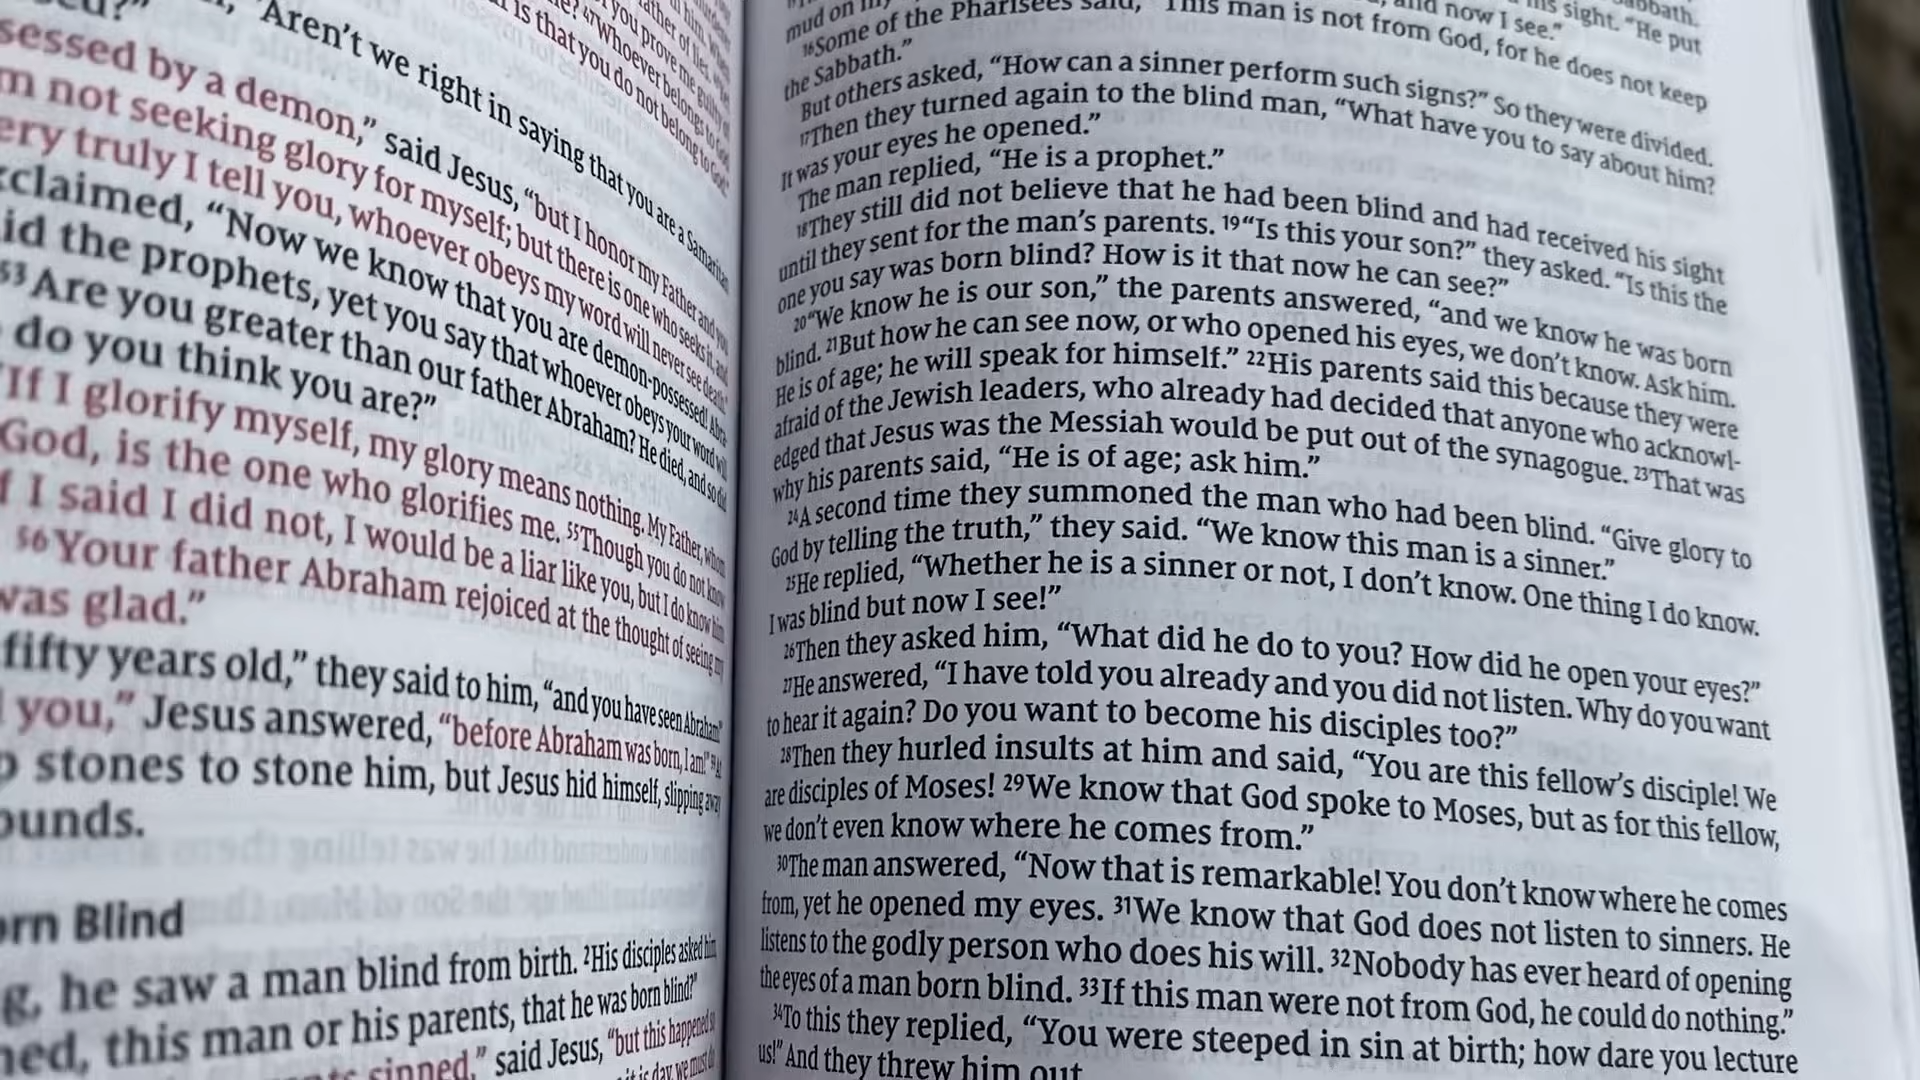 "Aren't we right in saying that you are a Samaritan
sessed by a demon," said Jesus, "but I honor my Father and you
m not seeking glory for myself; but there is one who seeks it, and
ery truly I tell you, whoever obeys my word will never see death."
xclaimed, "Now we know that you are demon-possessed! Abra-
id the prophets, yet you say that whoever obeys your word will
53Are you greater than our father Abraham? He died, and so did
do you think you are?"
"If I glorify myself, my glory means nothing. My Father, whom
God, is the one who glorifies me. 55Though you do not know
f I said I did not, I would be a liar like you, but I do know him
56Your father Abraham rejoiced at the thought of seeing my
was glad."
fifty years old," they said to him, "and you have seen Abraham!"
you," Jesus answered, "before Abraham was born, I am!" 59At
p stones to stone him, but Jesus hid himself, slipping away
ounds.
orn Blind
g, he saw a man blind from birth. 2His disciples asked him
ned, this man or his parents, that he was born blind?"
sinned," said Jesus, "but this happened so
it is day, we must do
mud on my
and now I see."
his sight. "He put
16Some of the Pharisees said, "This man is not from God, for he does not keep
the Sabbath."
But others asked, "How can a sinner perform such signs?" So they were divided.
17Then they turned again to the blind man, "What have you to say about him?
It was your eyes he opened."
The man replied, "He is a prophet."
18They still did not believe that he had been blind and had received his sight
until they sent for the man's parents. 19"Is this your son?" they asked. "Is this the
one you say was born blind? How is it that now he can see?"
20"We know he is our son," the parents answered, "and we know he was born
blind. 21But how he can see now, or who opened his eyes, we don't know. Ask him.
He is of age; he will speak for himself." 22His parents said this because they were
afraid of the Jewish leaders, who already had decided that anyone who acknowl-
edged that Jesus was the Messiah would be put out of the synagogue. 23That was
why his parents said, "He is of age; ask him."
24A second time they summoned the man who had been blind. "Give glory to
God by telling the truth," they said. "We know this man is a sinner."
25He replied, "Whether he is a sinner or not, I don't know. One thing I do know.
I was blind but now I see!"
26Then they asked him, "What did he do to you? How did he open your eyes?"
27He answered, "I have told you already and you did not listen. Why do you want
to hear it again? Do you want to become his disciples too?"
28Then they hurled insults at him and said, "You are this fellow's disciple! We
are disciples of Moses! 29We know that God spoke to Moses, but as for this fellow,
we don't even know where he comes from."
30The man answered, "Now that is remarkable! You don't know where he comes
from, yet he opened my eyes. 31We know that God does not listen to sinners. He
listens to the godly person who does his will. 32Nobody has ever heard of opening
the eyes of a man born blind. 33If this man were not from God, he could do nothing."
34To this they replied, "You were steeped in sin at birth; how dare you lecture
us!" And they threw him out.